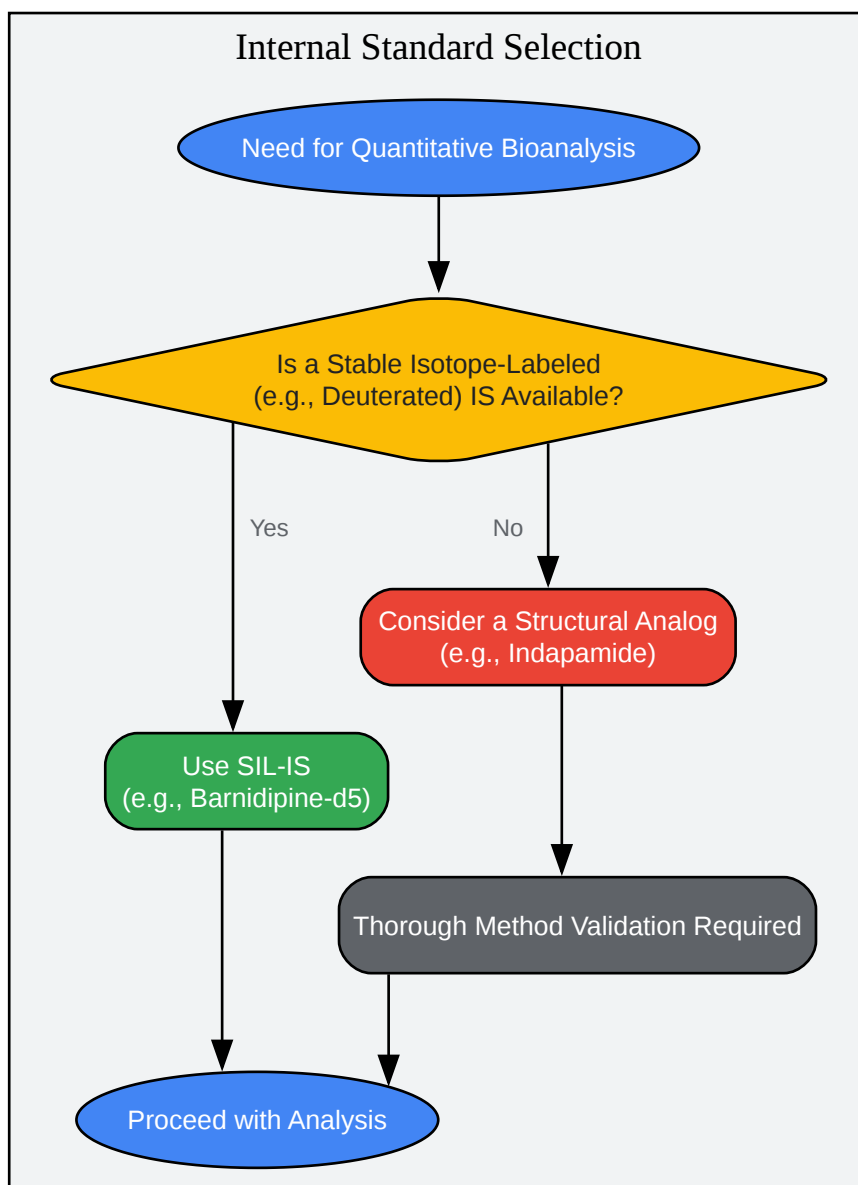 Internal Standard Selection
Need for Quantitative Bioanalysis
Is a Stable Isotope-Labeled
(e.g., Deuterated) IS Available?
Yes
No
Consider a Structural Analog
(e.g., Indapamide)
Use SIL-IS
(e.g., Barnidipine-d5)
Thorough Method Validation Required
Proceed with Analysis